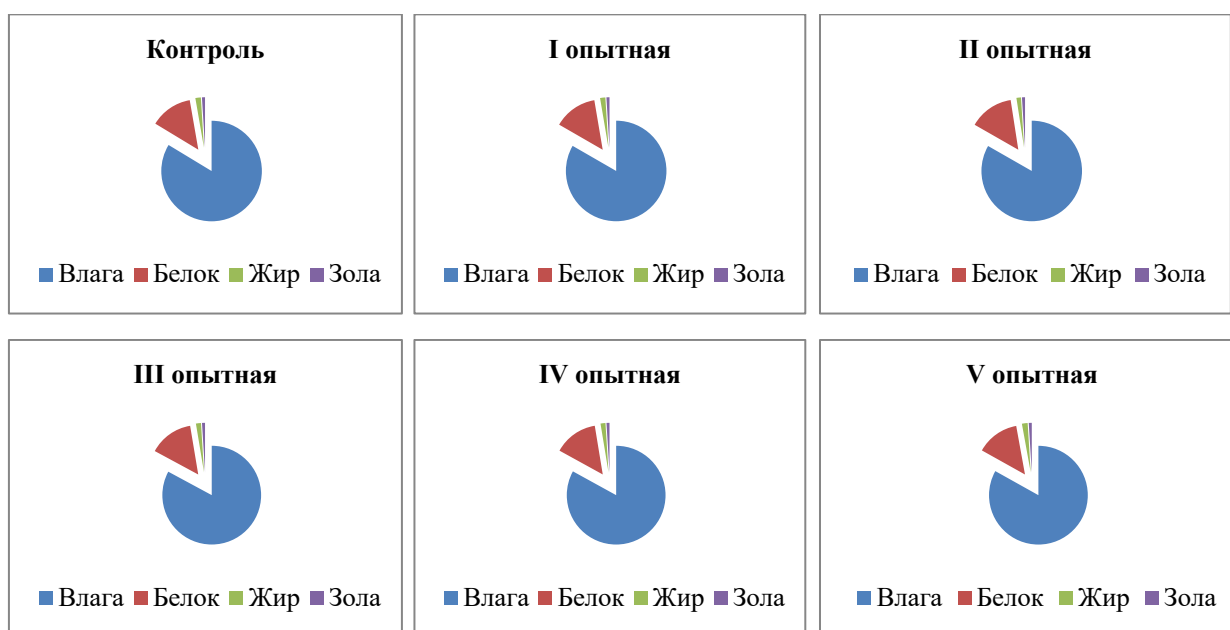 Контроль
Влага Белок Жир Зола
I опытная
Влага Белок Жир Зола
II опытная
Влага Белок Жир Зола
III опытная
Влага Белок Жир Зола
IV опытная
Влага Белок Жир Зола
V опытная
Влага Белок Жир Зола